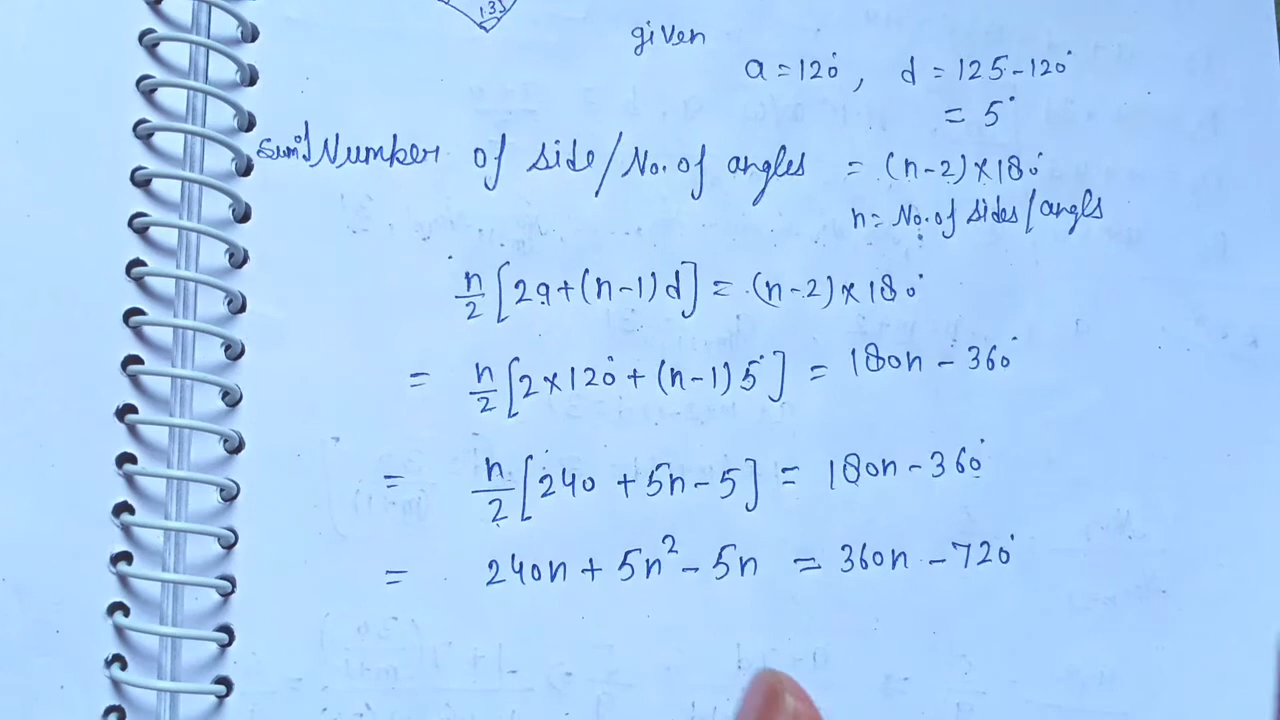 135
given
a = 120°, d = 125 - 120°
= 5°
Sum of Number of side/No. of angles = (n-2)×180°
n = No. of sides/angls
n/2 [2a+(n-1)d] = (n-2)×180°
= n/2 [2×120°+(n-1)5°] = 180n - 360°
= n/2 [240 + 5n - 5] = 180n - 360°
= 240n + 5n² - 5n = 360n - 720°